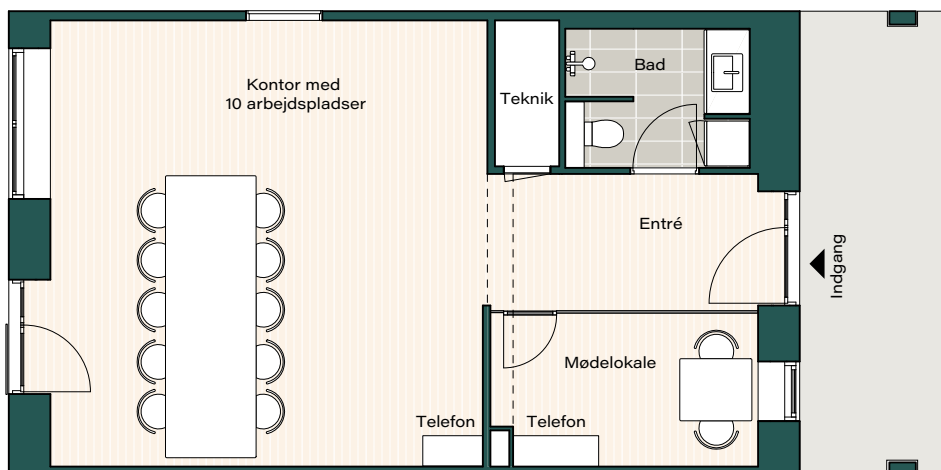 Kontor med
10 arbejdspladser
Teknik
Bad
Entré
Indgang
Mødelokale
Telefon
Telefon